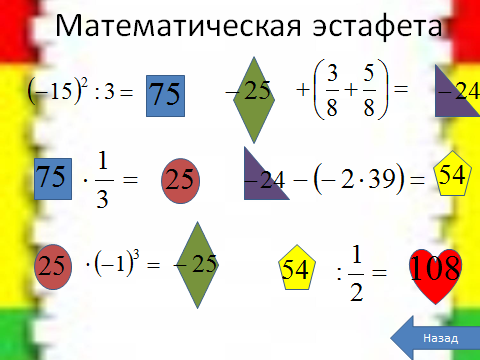 Математическая эстафета
(−15)² : 3 = 75
75 · 1/3 = 25
25 · (−1)³ = −25
−25 + (3/8 + 5/8) = −24
−24 − (−2·39) = 54
54 : 1/2 = 108
Назад